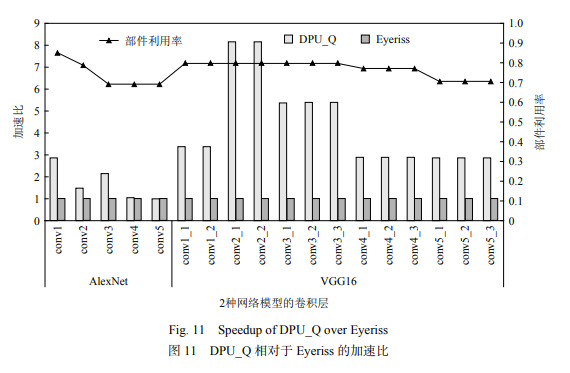 部件利用率 DPU_Q Eyeriss
加速比
9
8
7
6
5
4
3
2
1
0
部件利用率
1.0
0.9
0.8
0.7
0.6
0.5
0.4
0.3
0.2
0.1
0
conv1 conv2 conv3 conv4 conv5 conv1_1 conv1_2 conv2_1 conv2_2 conv3_1 conv3_2 conv3_3 conv4_1 conv4_2 conv4_3 conv5_1 conv5_2 conv5_3
AlexNet VGG16
2种网络模型的卷积层
Fig. 11 Speedup of DPU_Q over Eyeriss
图 11 DPU_Q 相对于 Eyeriss 的加速比